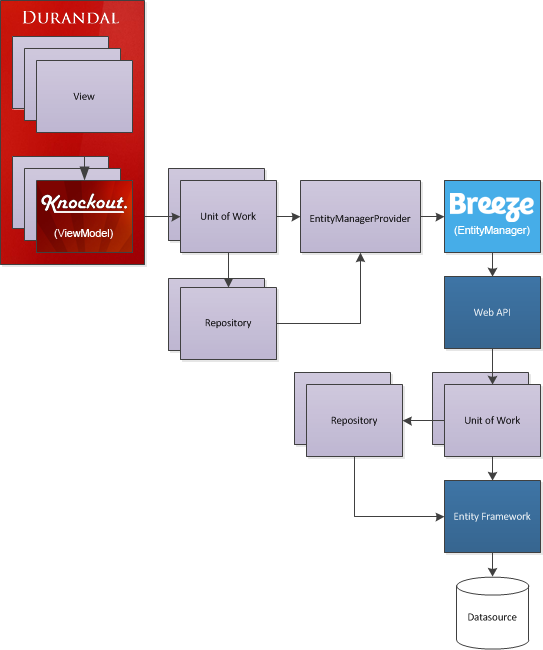 DURANDAL
View
Knockout.
(ViewModel)
Unit of Work
EntityManagerProvider
Breeze
(EntityManager)
Repository
Web API
Repository
Unit of Work
Entity Framework
Datasource